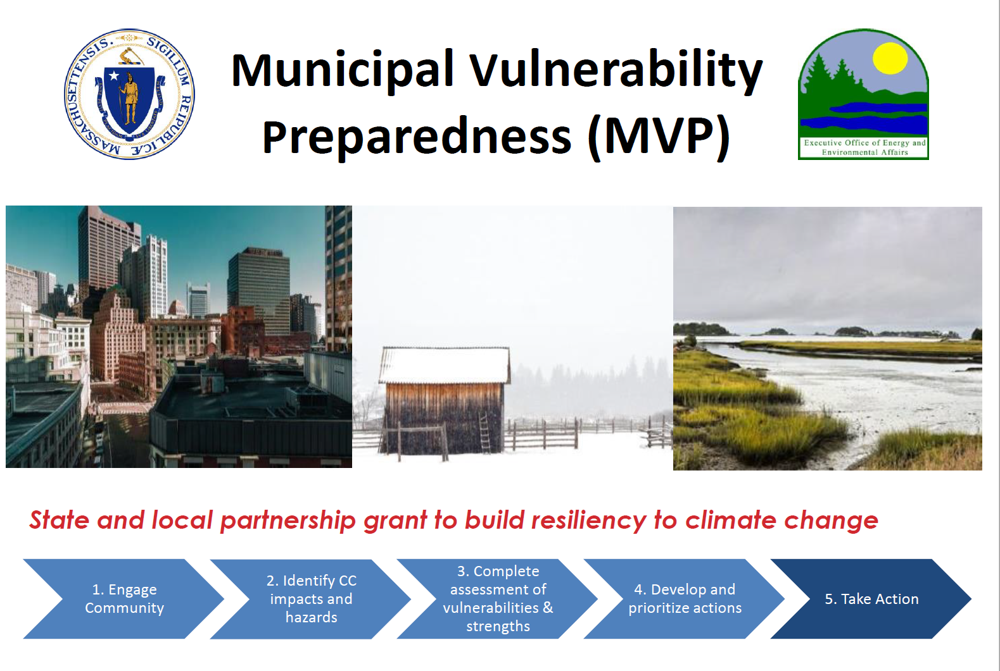 MASSACHUSETTENSIS. SIGILLUM REIPUBLICÆ
Municipal Vulnerability
Preparedness (MVP)
Executive Office of Energy and
Environmental Affairs
State and local partnership grant to build resiliency to climate change
1. Engage
Community
2. Identify CC
impacts and
hazards
3. Complete
assessment of
vulnerabilities &
strengths
4. Develop and
prioritize actions
5. Take Action